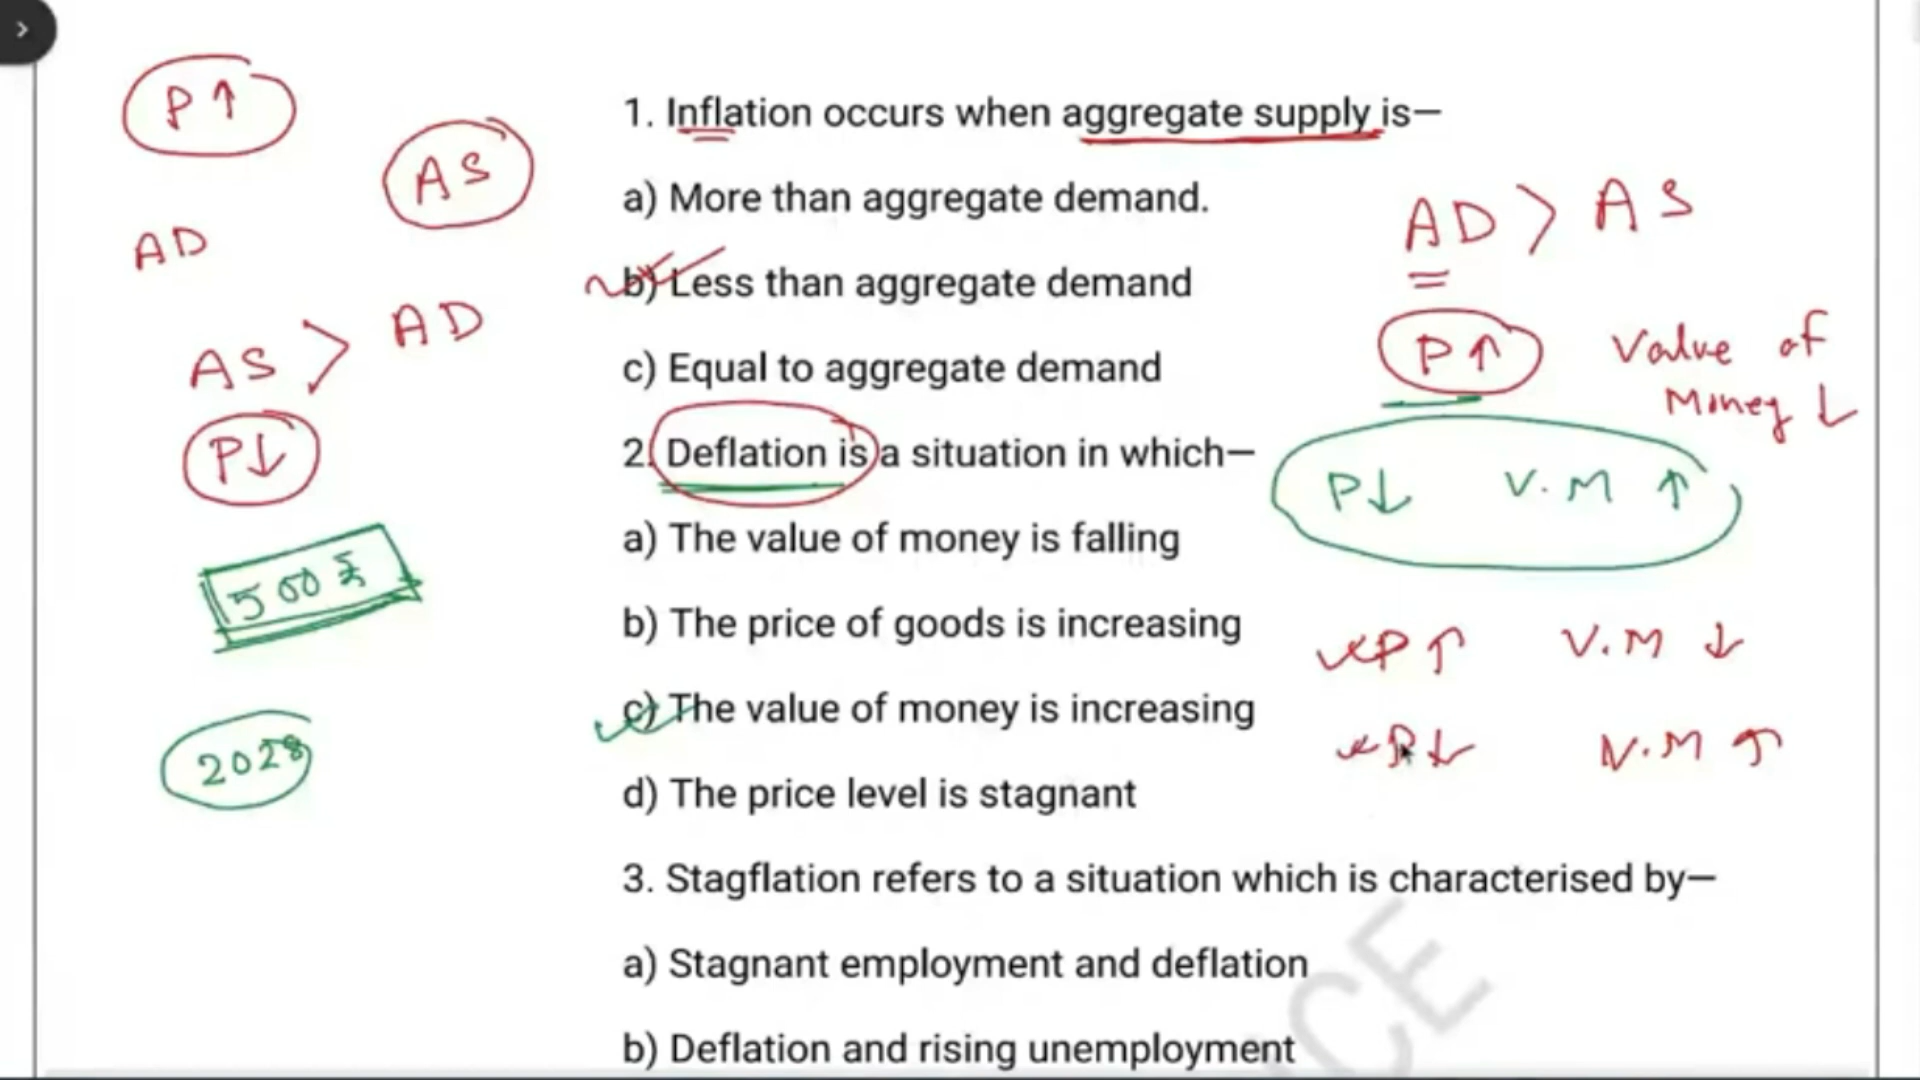 P↑
1. Inflation occurs when aggregate supply is—
AS
a) More than aggregate demand.
AD > AS
AD
b) Less than aggregate demand
AS > AD
P↑ Value of
Money ↓
c) Equal to aggregate demand
P↓
2. Deflation is a situation in which—
P↓ V.M ↑
a) The value of money is falling
500 ₹
b) The price of goods is increasing
P↑ V.M ↓
c) The value of money is increasing
P↓ V.M ↑
2028
d) The price level is stagnant
3. Stagflation refers to a situation which is characterised by—
a) Stagnant employment and deflation
b) Deflation and rising unemployment